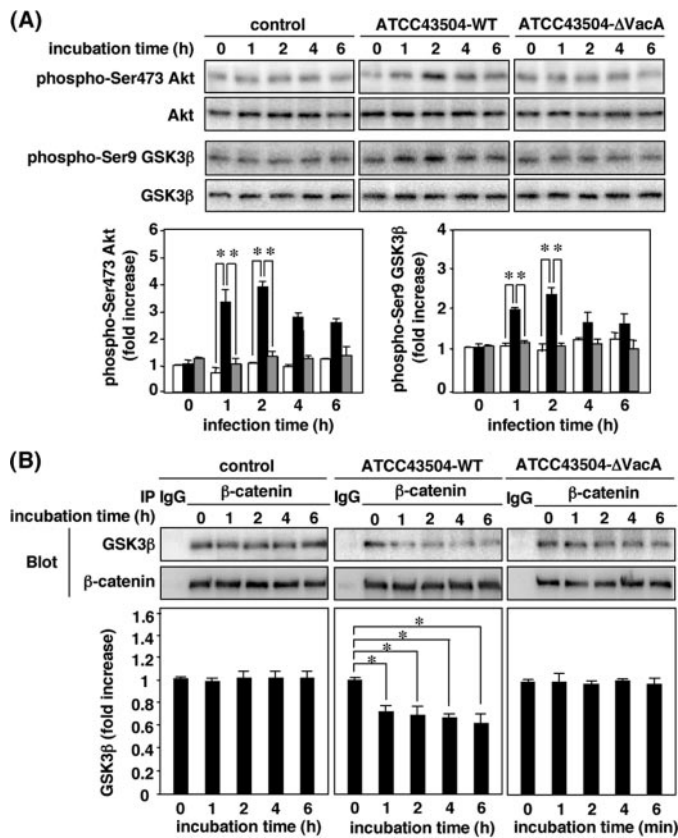 (A)
control ATCC43504-WT ATCC43504-ΔVacA
incubation time (h) 0 1 2 4 6 0 1 2 4 6 0 1 2 4 6
phospho-Ser473 Akt
Akt
phospho-Ser9 GSK3β
GSK3β
phospho-Ser473 Akt
(fold increase)
6
5
4
3
2
1
0
* * * *
0 1 2 4 6
infection time (h)
phospho-Ser9 GSK3β
(fold increase)
4
3
2
1
0
* * * *
0 1 2 4 6
infection time (h)
(B)
control ATCC43504-WT ATCC43504-ΔVacA
IP IgG β-catenin IgG β-catenin IgG β-catenin
incubation time (h) 0 1 2 4 6 0 1 2 4 6 0 1 2 4 6
Blot
GSK3β
β-catenin
GSK3β (fold increase)
1.6
1.4
1.2
1
0.8
0.6
0.4
0.2
0
* * * *
0 1 2 4 6 0 1 2 4 6 0 1 2 4 6
incubation time (h) incubation time (h) incubation time (min)